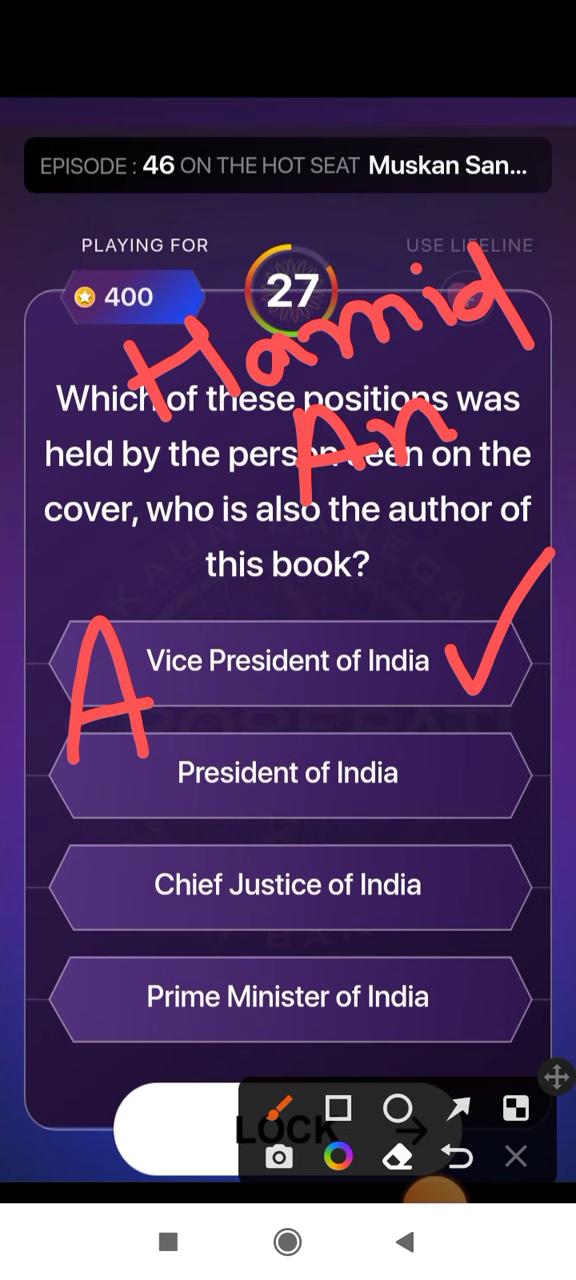 EPISODE : 46 ON THE HOT SEAT Muskan San...
PLAYING FOR
USE LIFELINE
400
27
Hamid
An
Which of these positions was
held by the person seen on the
cover, who is also the author of
this book?
A
Vice President of India
President of India
Chief Justice of India
Prime Minister of India
LOCK